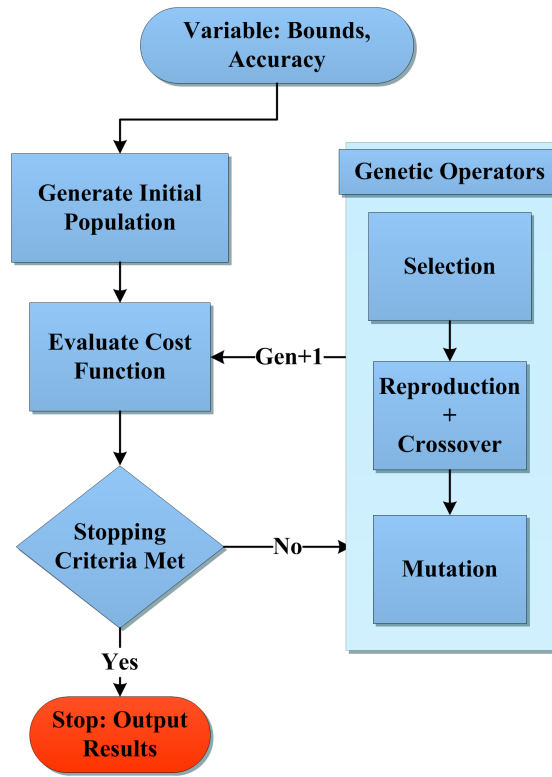 Variable: Bounds,
Accuracy
Generate Initial
Population
Genetic Operators
Selection
Evaluate Cost
Function
Gen+1
Reproduction
+
Crossover
Stopping
Criteria Met
No
Mutation
Yes
Stop: Output
Results